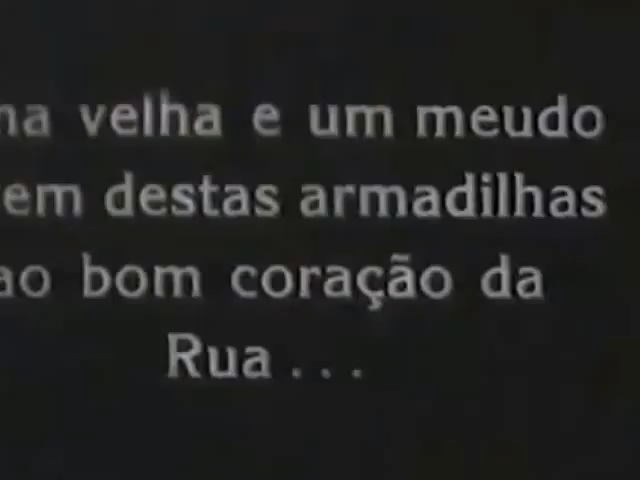 na velha e um meudo
em destas armadilhas
ao bom coração da
Rua...